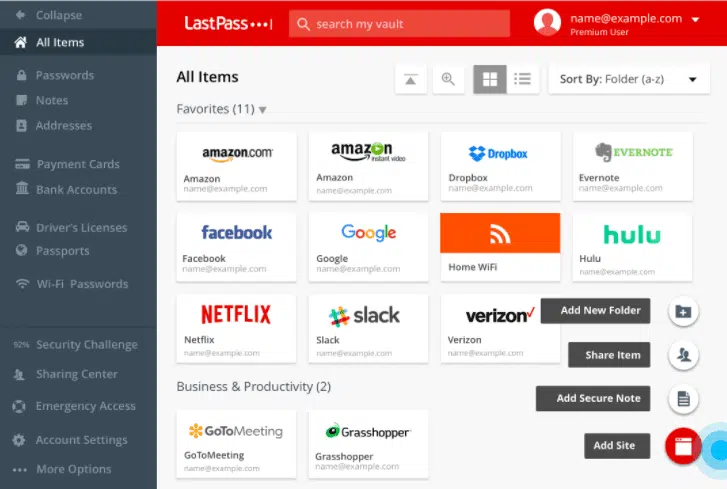 Collapse
All Items
Passwords
Notes
Addresses
Payment Cards
Bank Accounts
Driver's Licenses
Passports
Wi-Fi Passwords
92% Security Challenge
Sharing Center
Emergency Access
Account Settings
More Options
LastPass
search my vault
name@example.com
Premium User
All Items
Sort By: Folder (a-z)
Favorites (11)
amazon.com
Amazon
name@example.com
amazon
instant video
Amazon
name@example.com
Dropbox
Dropbox
name@example.com
EVERNOTE
Evernote
name@example.com
facebook
Facebook
name@example.com
Google
Google
name@example.com
Home WiFi
hulu
Hulu
name@example.com
NETFLIX
Netflix
name@example.com
slack
Slack
name@example.com
verizon
Verizon
name@example.com
Add New Folder
Share Item
Add Secure Note
Add Site
Business & Productivity (2)
GoToMeeting
GoToMeeting
name@example.com
Grasshopper
Grasshopper
name@example.com